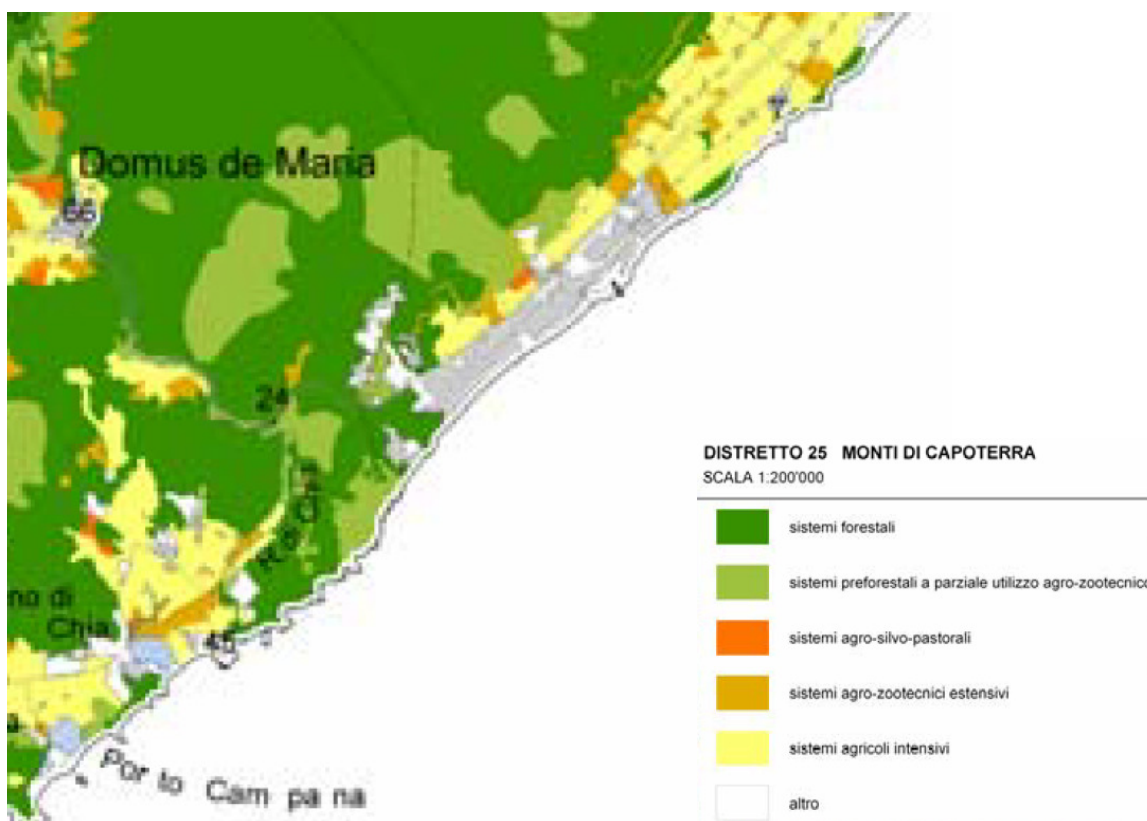 Domus de Maria
66
24
no di
Chia
45
Por to Cam pa na
DISTRETTO 25 MONTI DI CAPOTERRA
SCALA 1:200'000
sistemi forestali
sistemi preforestali a parziale utilizzo agro-zootecnico
sistemi agro-silvo-pastorali
sistemi agro-zootecnici estensivi
sistemi agricoli intensivi
altro